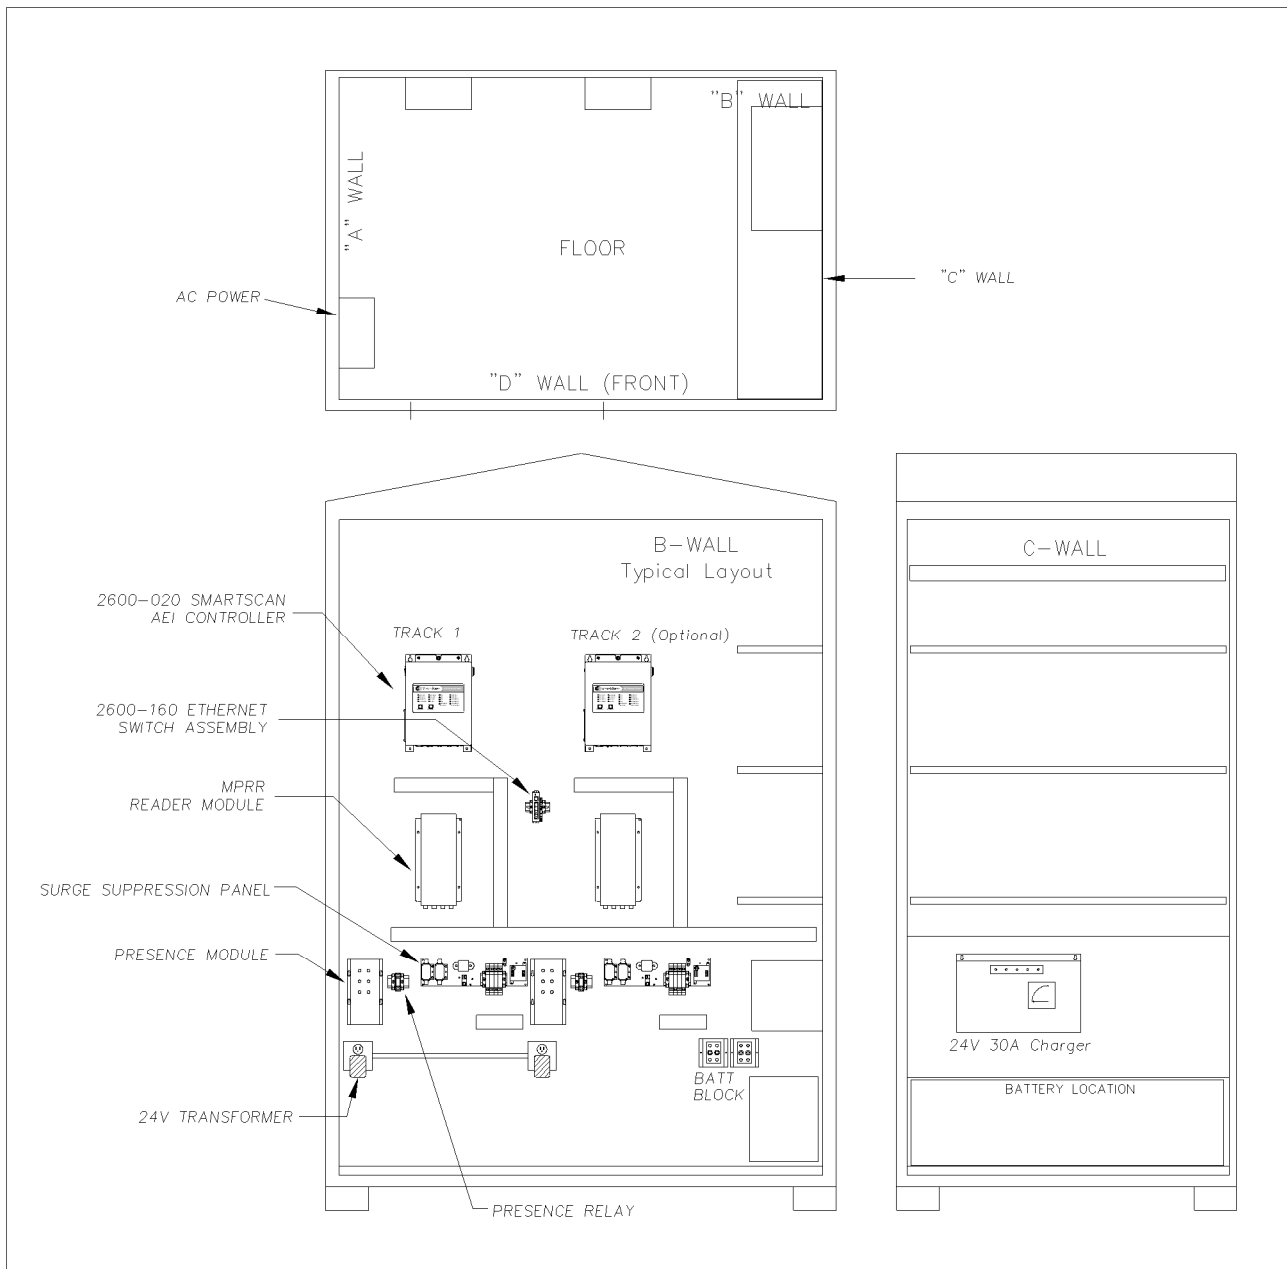 "B" WALL
"A" WALL
FLOOR
"C" WALL
AC POWER
"D" WALL (FRONT)
B-WALL
Typical Layout
C-WALL
2600-020 SMARTSCAN
AEI CONTROLLER
TRACK 1
TRACK 2 (Optional)
2600-160 ETHERNET
SWITCH ASSEMBLY
MPRR
READER MODULE
SURGE SUPPRESSION PANEL
PRESENCE MODULE
24V 30A Charger
BATT
BLOCK
BATTERY LOCATION
24V TRANSFORMER
PRESENCE RELAY